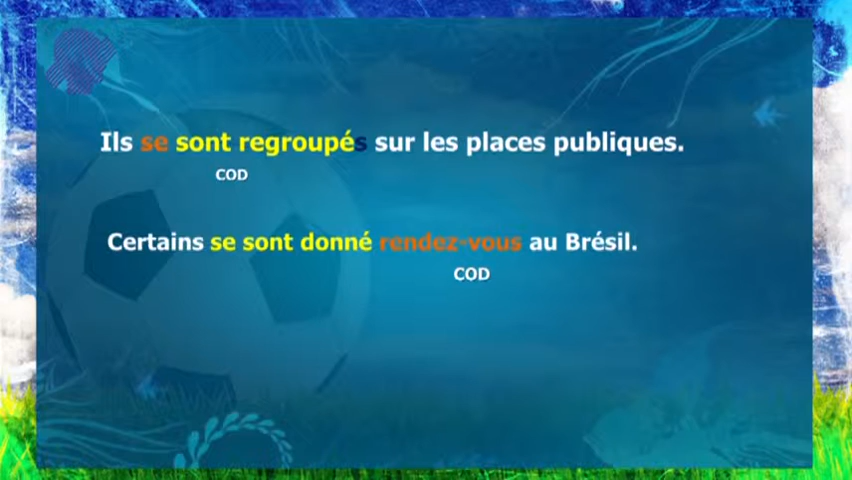 Ils se sont regroupés sur les places publiques.
COD
Certains se sont donné rendez-vous au Brésil.
COD